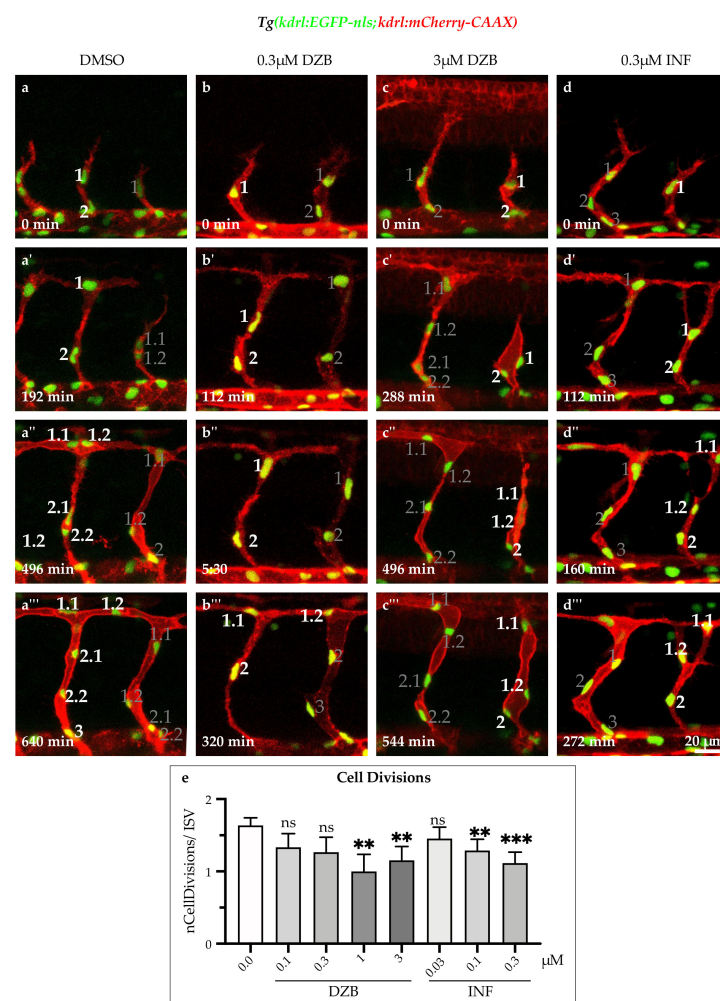 Tg(kdrl:EGFP-nls;kdrl:mCherry-CAAX)
DMSO 0.3µM DZB 3µM DZB 0.3µM INF
a b c d
1 1 1 1 1 1
2 2 2 2 2 3
0 min 0 min 0 min 0 min
a' b' c' d'
1 1 1.1 1
1.1 1 1.2 1
2 1.2 2 2 2.1 1 2 2
2.2 2 3
192 min 112 min 288 min 112 min
a'' b'' c'' d''
1.1 1.2 1.1 1 1 1.1 1.2 1 1.1
2.1 1.2 2.1 1.1 2 1.2
1.2 2.2 2 2 2 1.2 2 3 2
2.2
496 min 5:30 496 min 160 min
a''' b''' c''' d'''
1.1 1.2 1.1 1.2 1.1 1.1 1.1
2.1 1.1 2 2 1.2 1 1.2
2.2 1.2 3 2.1 1.2 2 2
3 2.1 2.2 2.2 2 2
640 min 320 min 544 min 272 min
20 µm
e Cell Divisions
nCellDivisions/ ISV
2
1
0
ns ns ** ** ns ** ***
0.0 0.1 0.3 1 3 0.03 0.1 0.3 µM
DZB INF